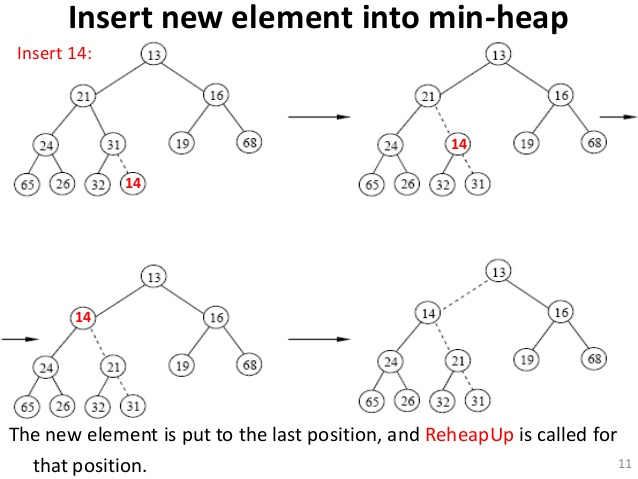 Insert new element into min-heap
Insert 14:
13
21 16
24 31 19 68
65 26 32 14
13
21 16
24 14 19 68
65 26 32 31
13
14 16
24 21 19 68
65 26 32 31
13
14 16
24 21 19 68
65 26 32 31
The new element is put to the last position, and ReheapUp is called for
that position.
11